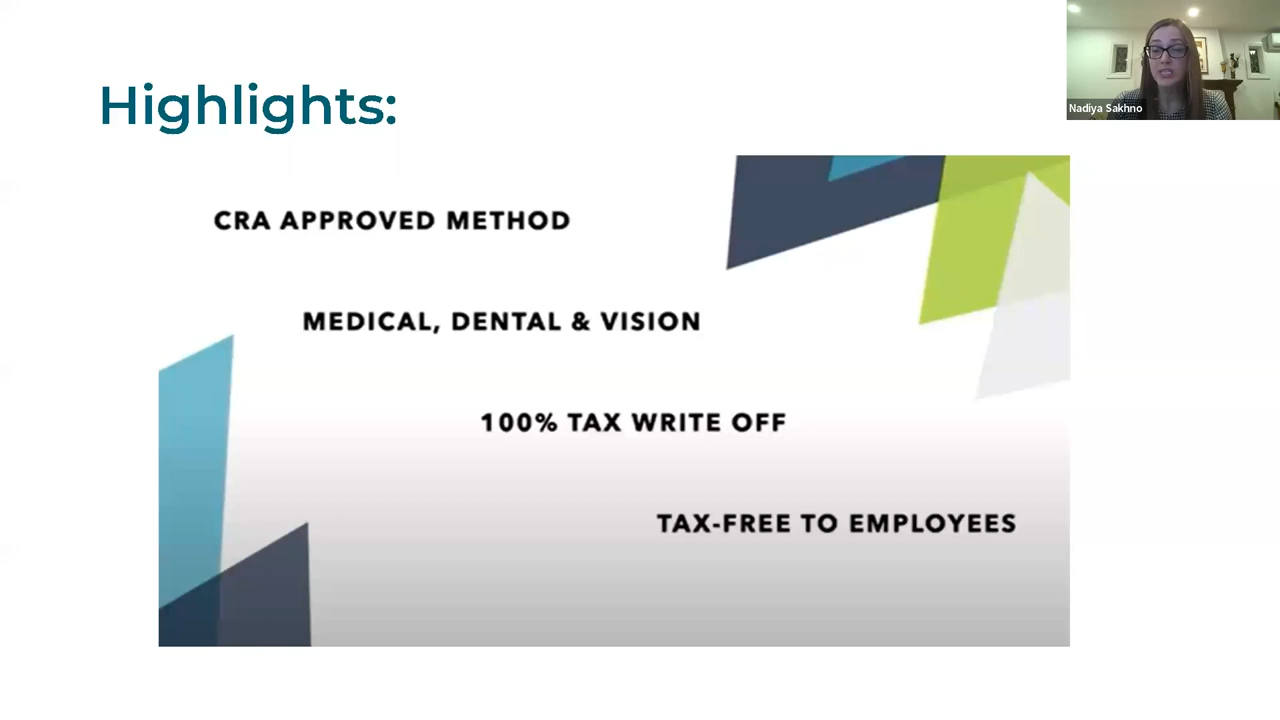 Highlights:
Nadiya Sakhno
CRA APPROVED METHOD
MEDICAL, DENTAL & VISION
100% TAX WRITE OFF
TAX-FREE TO EMPLOYEES